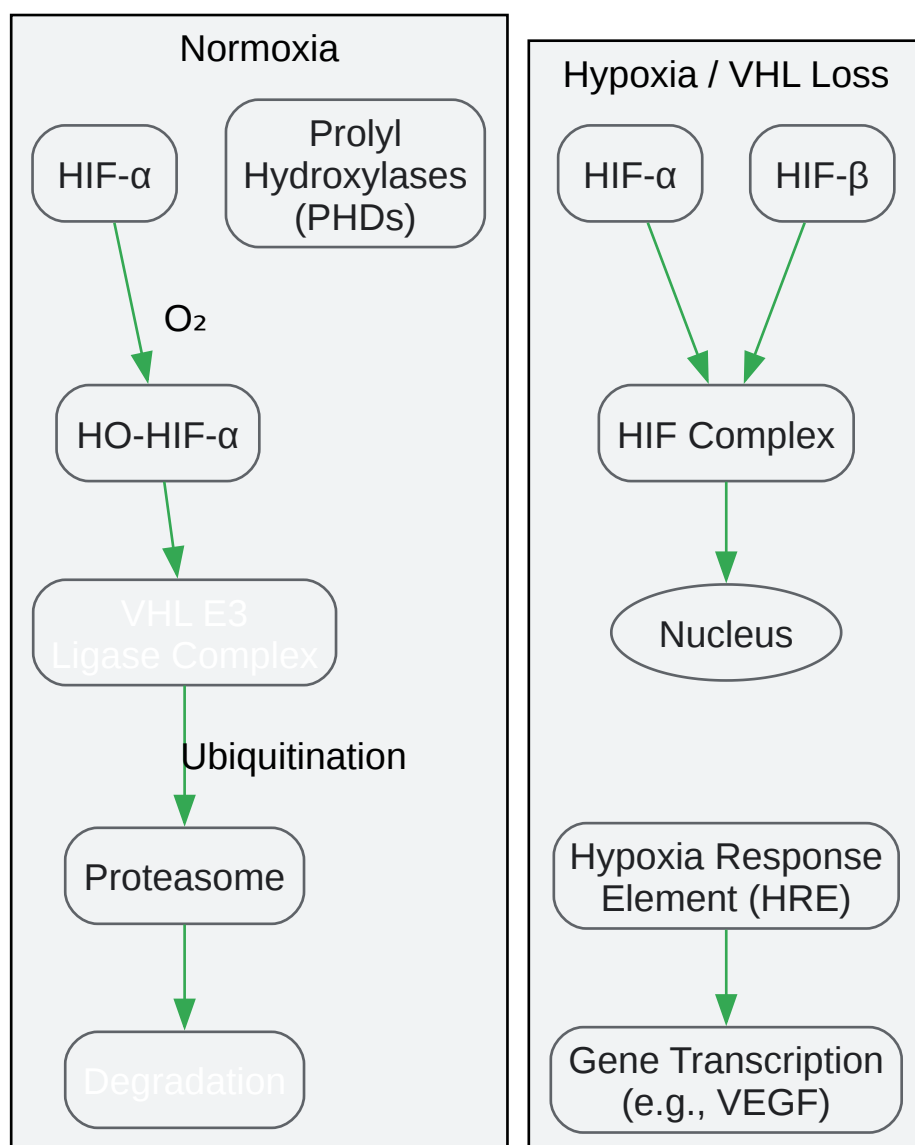 Normoxia
HIF-α
Prolyl
Hydroxylases
(PHDs)
O₂
HO-HIF-α
VHL E3
Ligase Complex
Ubiquitination
Proteasome
Degradation
Hypoxia / VHL Loss
HIF-α
HIF-β
HIF Complex
Nucleus
Hypoxia Response
Element (HRE)
Gene Transcription
(e.g., VEGF)